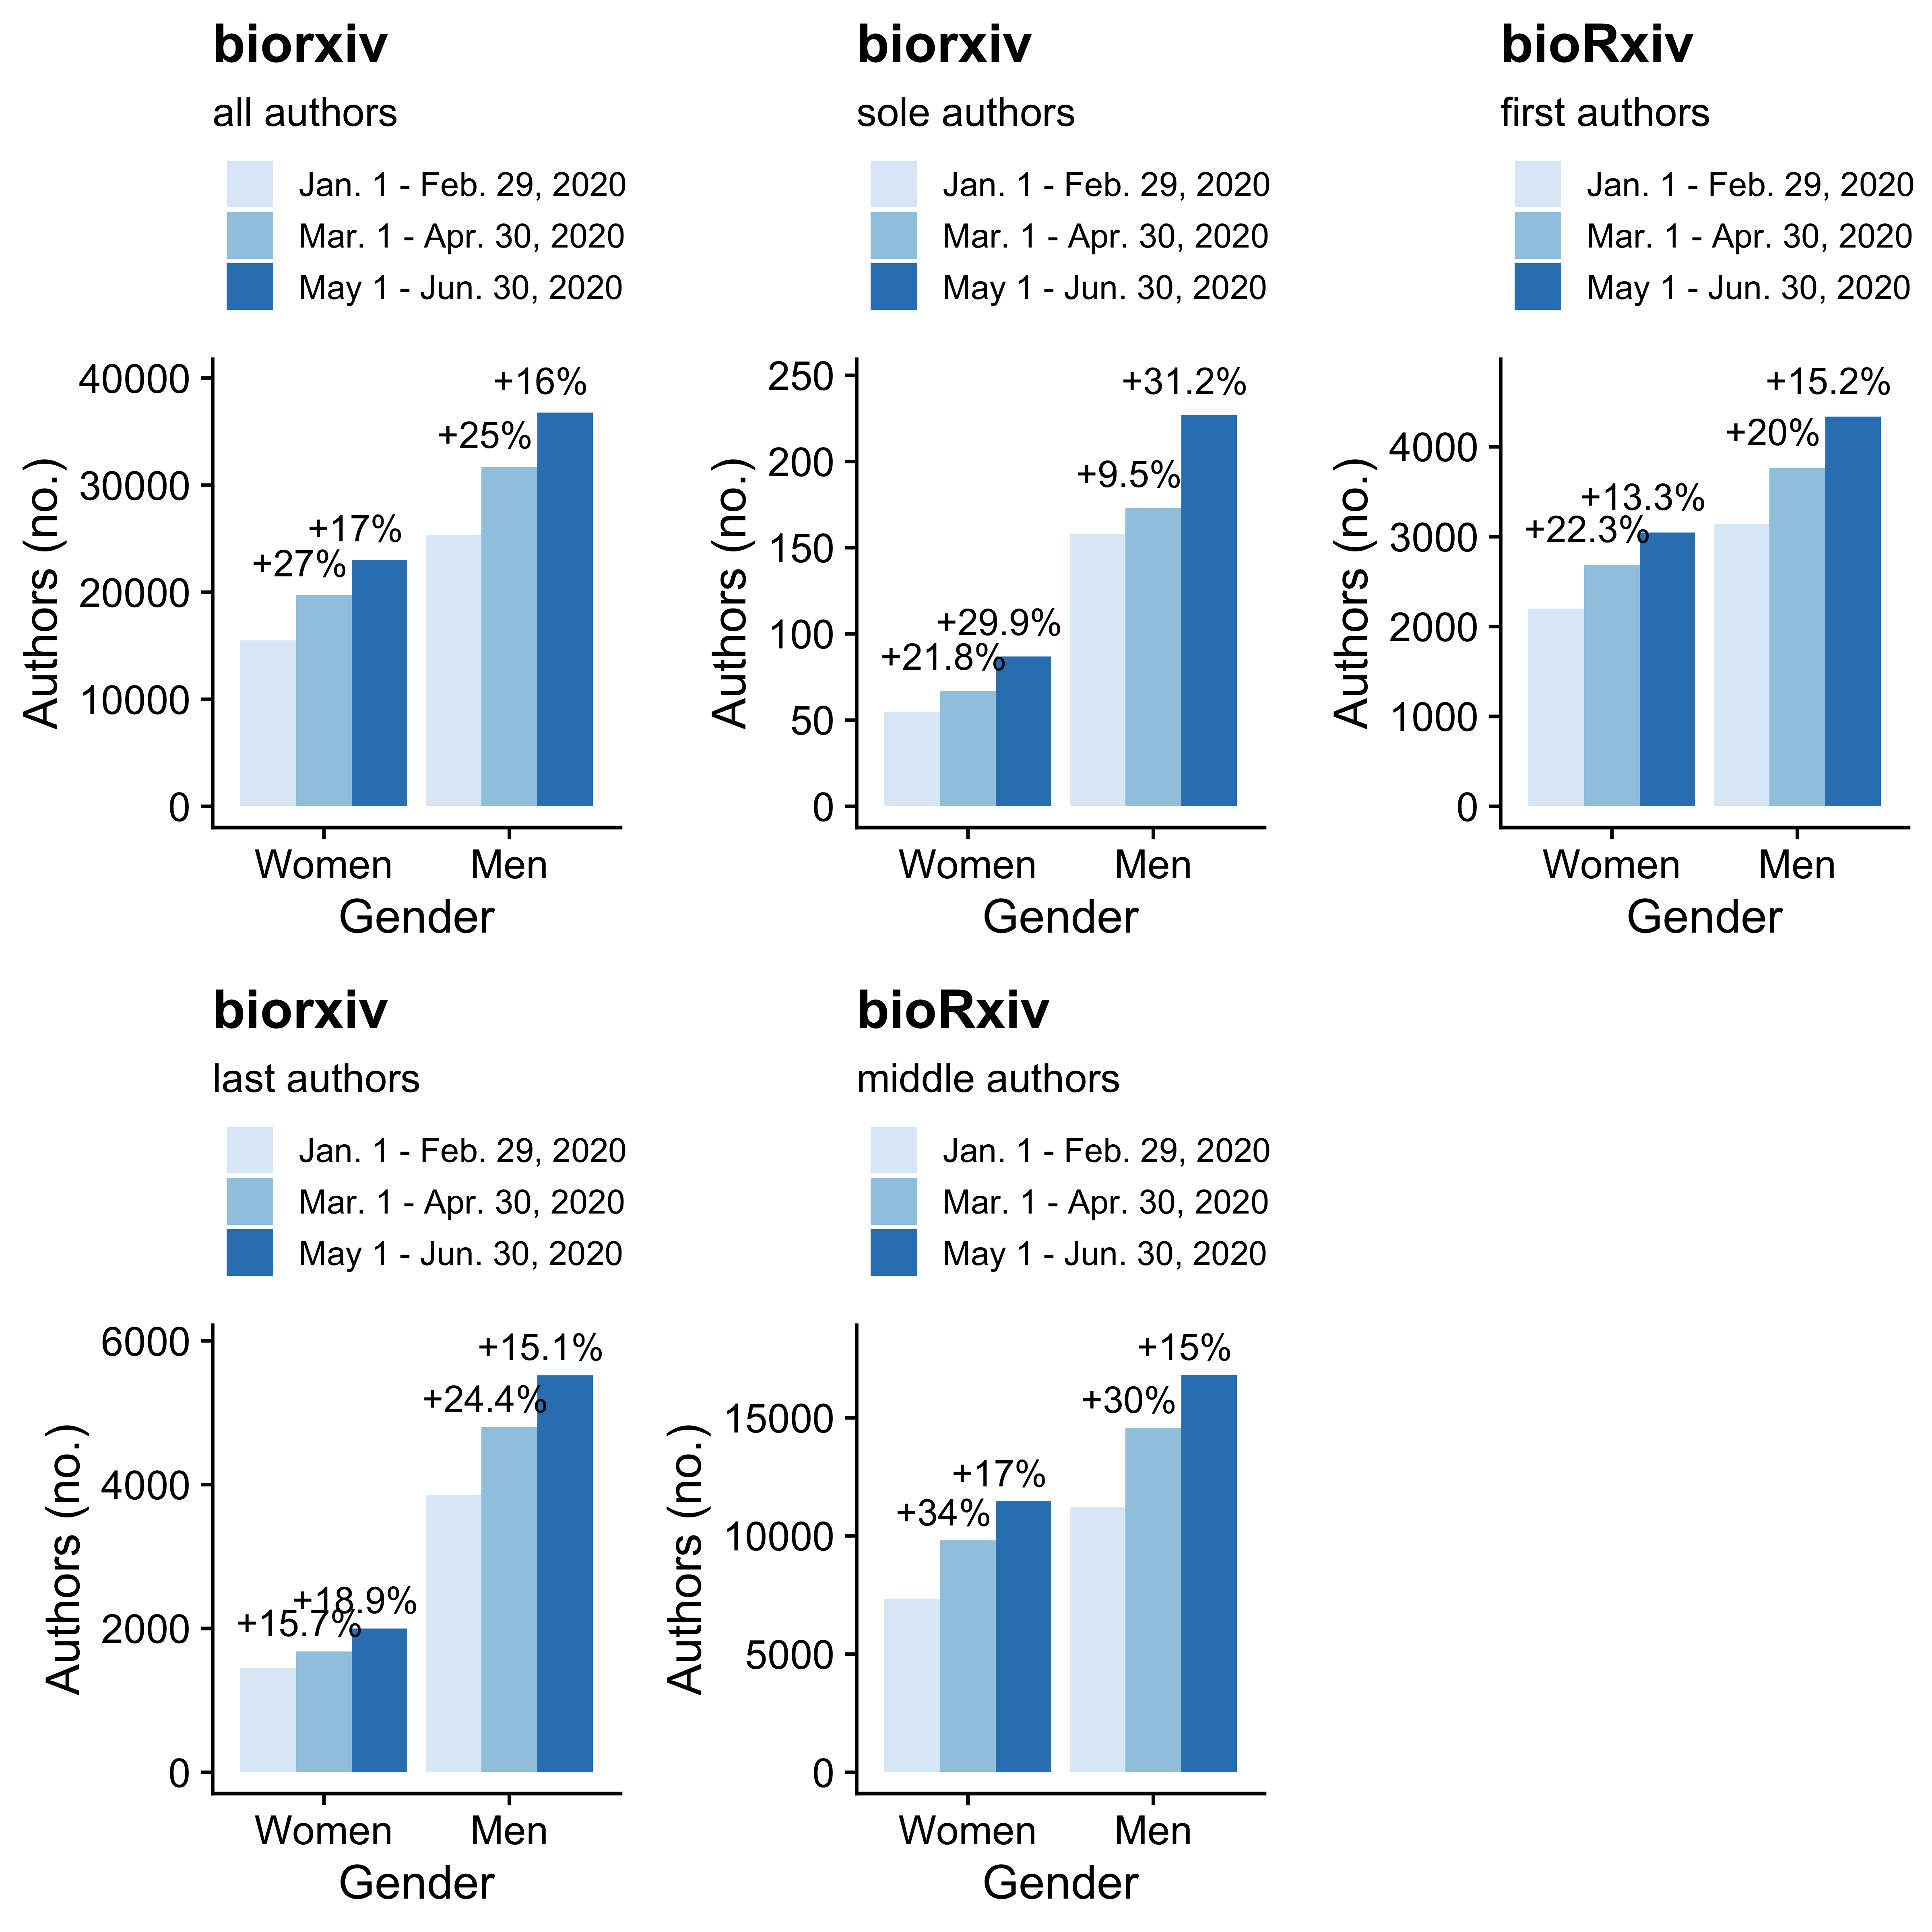 biorxiv
all authors
Jan. 1 - Feb. 29, 2020
Mar. 1 - Apr. 30, 2020
May 1 - Jun. 30, 2020
40000
30000
20000
10000
0
Authors (no.)
+27%
+17%
+25%
+16%
Women
Men
Gender
biorxiv
sole authors
Jan. 1 - Feb. 29, 2020
Mar. 1 - Apr. 30, 2020
May 1 - Jun. 30, 2020
250
200
150
100
50
0
Authors (no.)
+21.8%
+29.9%
+9.5%
+31.2%
Women
Men
Gender
bioRxiv
first authors
Jan. 1 - Feb. 29, 2020
Mar. 1 - Apr. 30, 2020
May 1 - Jun. 30, 2020
4000
3000
2000
1000
0
Authors (no.)
+22.3%
+13.3%
+20%
+15.2%
Women
Men
Gender
biorxiv
last authors
Jan. 1 - Feb. 29, 2020
Mar. 1 - Apr. 30, 2020
May 1 - Jun. 30, 2020
6000
4000
2000
0
Authors (no.)
+15.7%
+18.9%
+24.4%
+15.1%
Women
Men
Gender
bioRxiv
middle authors
Jan. 1 - Feb. 29, 2020
Mar. 1 - Apr. 30, 2020
May 1 - Jun. 30, 2020
15000
10000
5000
0
Authors (no.)
+34%
+17%
+30%
+15%
Women
Men
Gender